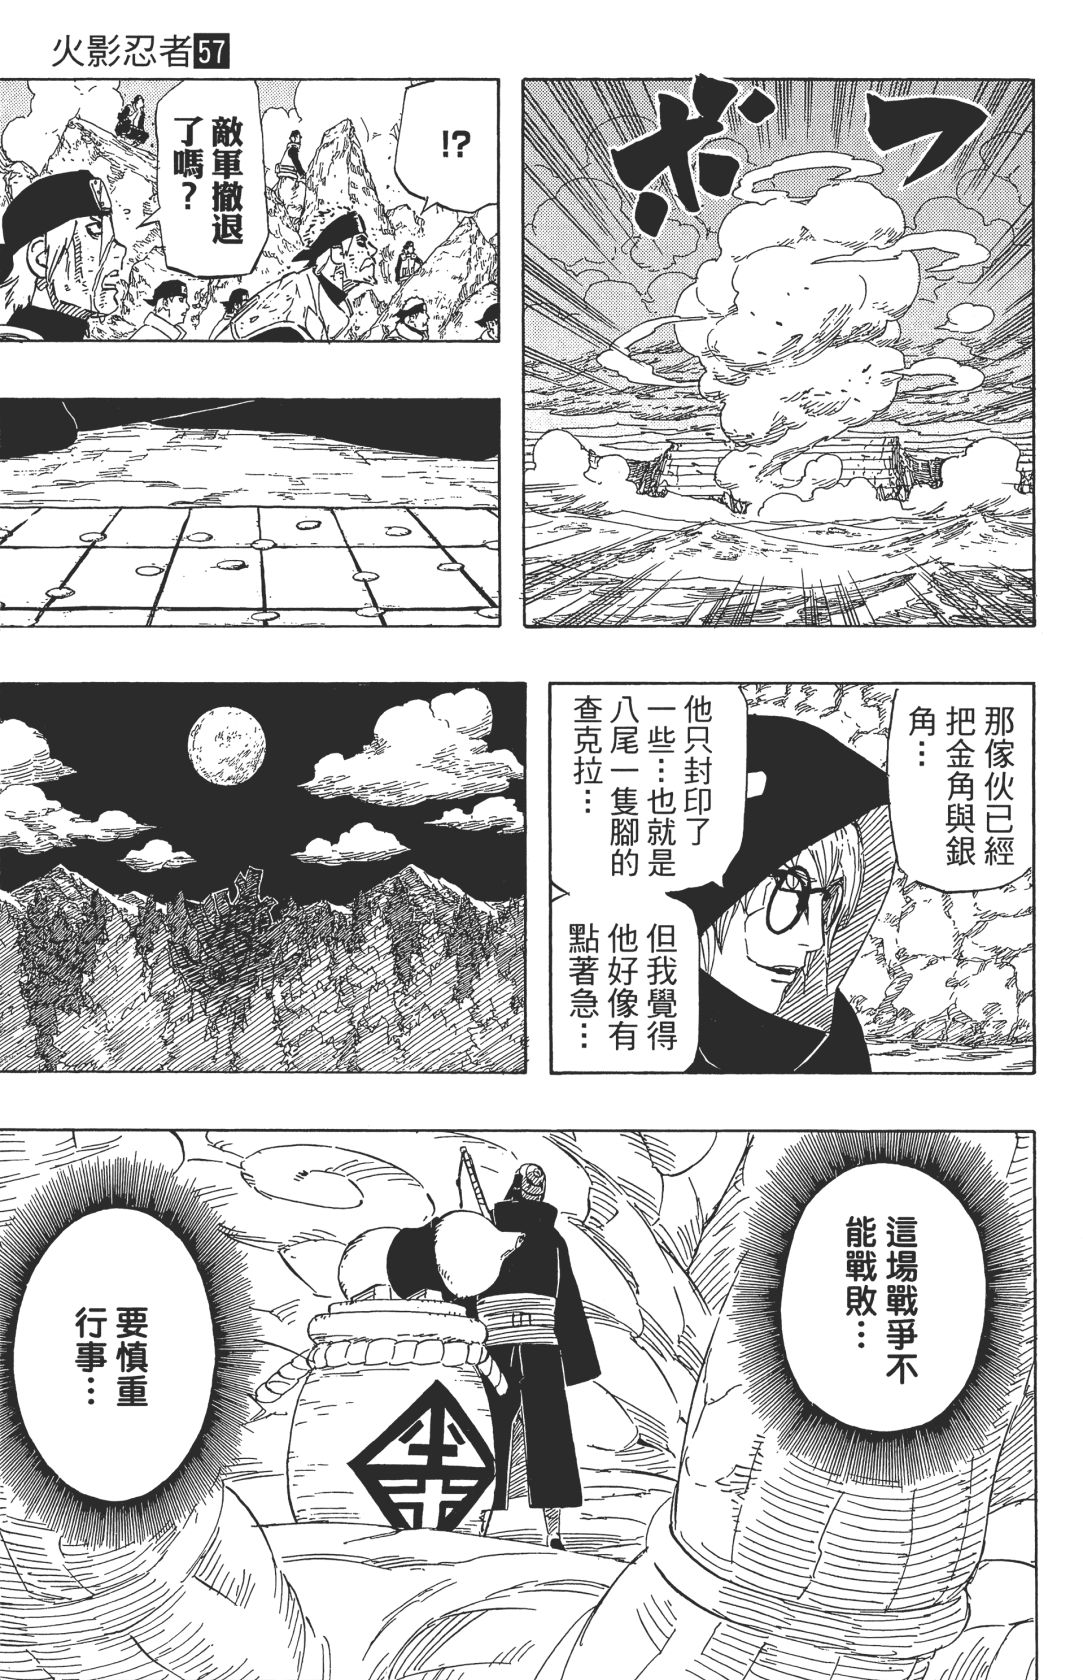 火影忍者57
ボフ
!?
敵軍撤退
了嗎？
那傢伙已經
把金角與銀
角…
他只封印了
一些…也就是
八尾一隻腳的
查克拉…
但我覺得
他好像有
點著急…
這場戰爭不
能戰敗…
要慎重
行事…